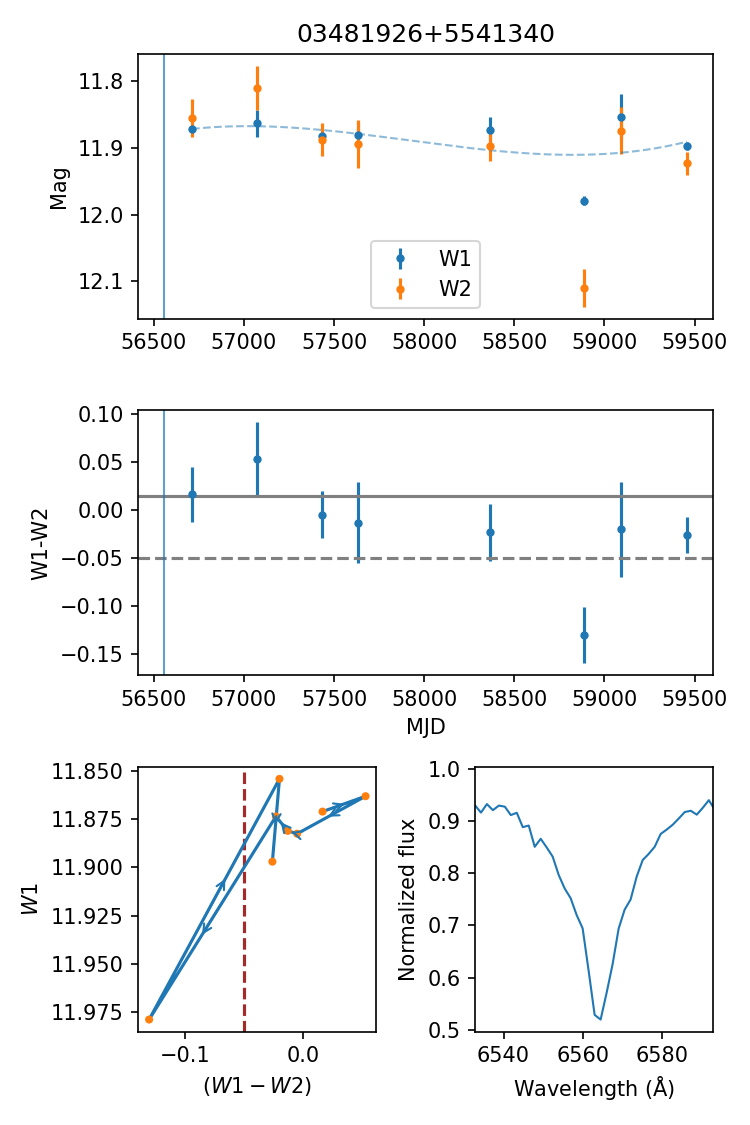 03481926+5541340
Mag
11.8
11.9
12.0
12.1
W1
W2
56500 57000 57500 58000 58500 59000 59500
W1-W2
0.10
0.05
0.00
−0.05
−0.10
−0.15
56500 57000 57500 58000 58500 59000 59500
MJD
W1
11.850
11.875
11.900
11.925
11.950
11.975
−0.1 0.0
(W1 − W2)
Normalized flux
1.0
0.9
0.8
0.7
0.6
0.5
6540 6560 6580
Wavelength (Å)